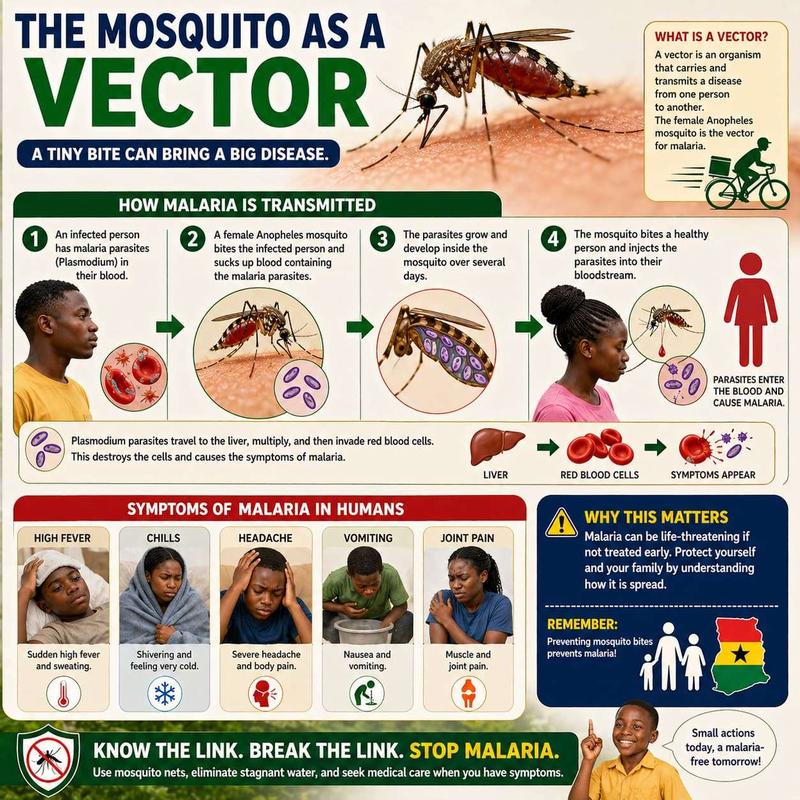 THE MOSQUITO AS A
VECTOR
A TINY BITE CAN BRING A BIG DISEASE.
WHAT IS A VECTOR?
A vector is an organism
that carries and
transmits a disease
from one person
to another.
The female Anopheles
mosquito is the vector
for malaria.
HOW MALARIA IS TRANSMITTED
1
An infected person
has malaria parasites
(Plasmodium) in
their blood.
2
A female Anopheles mosquito
bites the infected person and
sucks up blood containing
the malaria parasites.
3
The parasites grow and
develop inside the
mosquito over several
days.
4
The mosquito bites a healthy
person and injects the
parasites into their
bloodstream.
PARASITES ENTER
THE BLOOD AND
CAUSE MALARIA.
Plasmodium parasites travel to the liver, multiply, and then invade red blood cells.
This destroys the cells and causes the symptoms of malaria.
LIVER
RED BLOOD CELLS
SYMPTOMS APPEAR
SYMPTOMS OF MALARIA IN HUMANS
HIGH FEVER
Sudden high fever
and sweating.
CHILLS
Shivering and
feeling very cold.
HEADACHE
Severe headache
and body pain.
VOMITING
Nausea and
vomiting.
JOINT PAIN
Muscle and
joint pain.
WHY THIS MATTERS
Malaria can be life-threatening if
not treated early. Protect yourself
and your family by understanding
how it is spread.
REMEMBER:
Preventing mosquito bites
prevents malaria!
KNOW THE LINK. BREAK THE LINK. STOP MALARIA.
Use mosquito nets, eliminate stagnant water, and seek medical care when you have symptoms.
Small actions
today, a malaria-
free tomorrow!